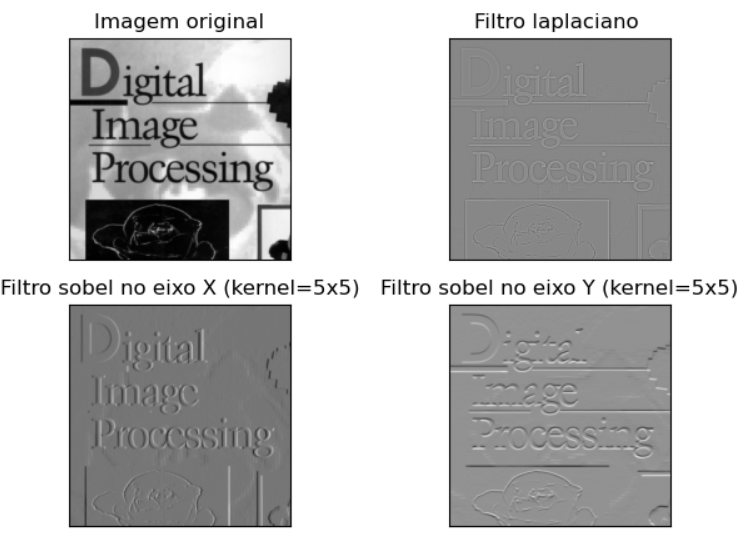 Imagem original
Digital
Image
Processing
Filtro laplaciano
Digital
Image
Processing
Filtro sobel no eixo X (kernel=5x5)
Digital
Image
Processing
Filtro sobel no eixo Y (kernel=5x5)
Digital
Image
Processing